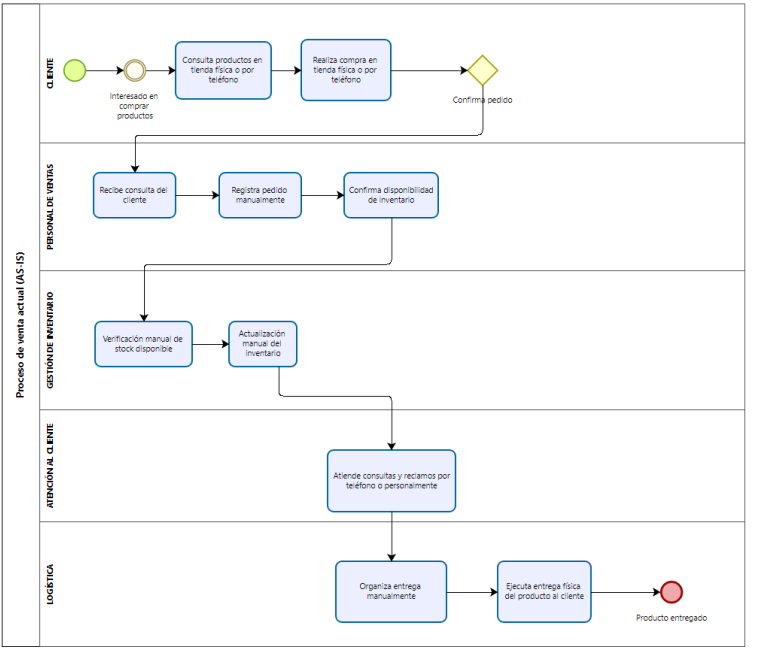 Proceso de venta actual (AS-IS)
CLIENTE
Interesado en
comprar
productos
Consulta productos en
tienda física o por
teléfono
Realiza compra en
tienda física o por
teléfono
Confirma pedido
PERSONAL DE VENTAS
Recibe consulta del
cliente
Registra pedido
manualmente
Confirma disponibilidad
de inventario
GESTIÓN DE INVENTARIO
Verificación manual de
stock disponible
Actualización
manual del
inventario
ATENCIÓN AL CLIENTE
Atiende consultas y reclamos por
teléfono o personalmente
LOGÍSTICA
Organiza entrega
manualmente
Ejecuta entrega física
del producto al cliente
Producto entregado